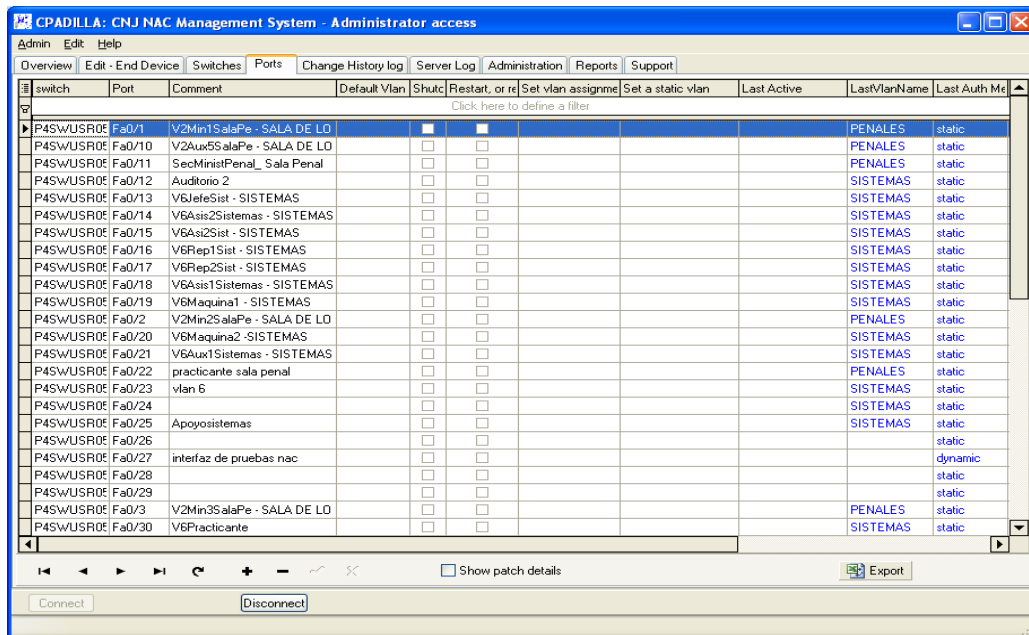 CPADILLA: CNJ NAC Management System - Administrator access
Admin Edit Help
Overview Edit - End Device Switches Ports Change History log Server Log Administration Reports Support
switch Port Comment Default Vlan Shutc Restart, or re Set vlan assignme Set a static vlan Last Active LastVlanName Last Auth Me
Click here to define a filter
P4SWUSR05 Fa0/1 V2Min1SalaPe - SALA DE LO PENALES static
P4SWUSR05 Fa0/10 V2Aux5SalaPe - SALA DE LO PENALES static
P4SWUSR05 Fa0/11 SecMinistPenal_ Sala Penal PENALES static
P4SWUSR05 Fa0/12 Auditorio 2 SISTEMAS static
P4SWUSR05 Fa0/13 V6JefeSist - SISTEMAS SISTEMAS static
P4SWUSR05 Fa0/14 V6Asis2Sistemas - SISTEMAS SISTEMAS static
P4SWUSR05 Fa0/15 V6Asi2Sist - SISTEMAS SISTEMAS static
P4SWUSR05 Fa0/16 V6Rep1Sist - SISTEMAS SISTEMAS static
P4SWUSR05 Fa0/17 V6Rep2Sist - SISTEMAS SISTEMAS static
P4SWUSR05 Fa0/18 V6Asis1Sistemas - SISTEMAS SISTEMAS static
P4SWUSR05 Fa0/19 V6Maquina1 - SISTEMAS SISTEMAS static
P4SWUSR05 Fa0/2 V2Min2SalaPe - SALA DE LO PENALES static
P4SWUSR05 Fa0/20 V6Maquina2 -SISTEMAS SISTEMAS static
P4SWUSR05 Fa0/21 V6Aux1Sistemas - SISTEMAS SISTEMAS static
P4SWUSR05 Fa0/22 practicante sala penal PENALES static
P4SWUSR05 Fa0/23 vlan 6 SISTEMAS static
P4SWUSR05 Fa0/24 SISTEMAS static
P4SWUSR05 Fa0/25 Apoyosistemas SISTEMAS static
P4SWUSR05 Fa0/26 static
P4SWUSR05 Fa0/27 interfaz de pruebas nac dynamic
P4SWUSR05 Fa0/28 static
P4SWUSR05 Fa0/29 static
P4SWUSR05 Fa0/3 V2Min3SalaPe - SALA DE LO PENALES static
P4SWUSR05 Fa0/30 V6Practicante SISTEMAS static
Show patch details Export
Connect Disconnect